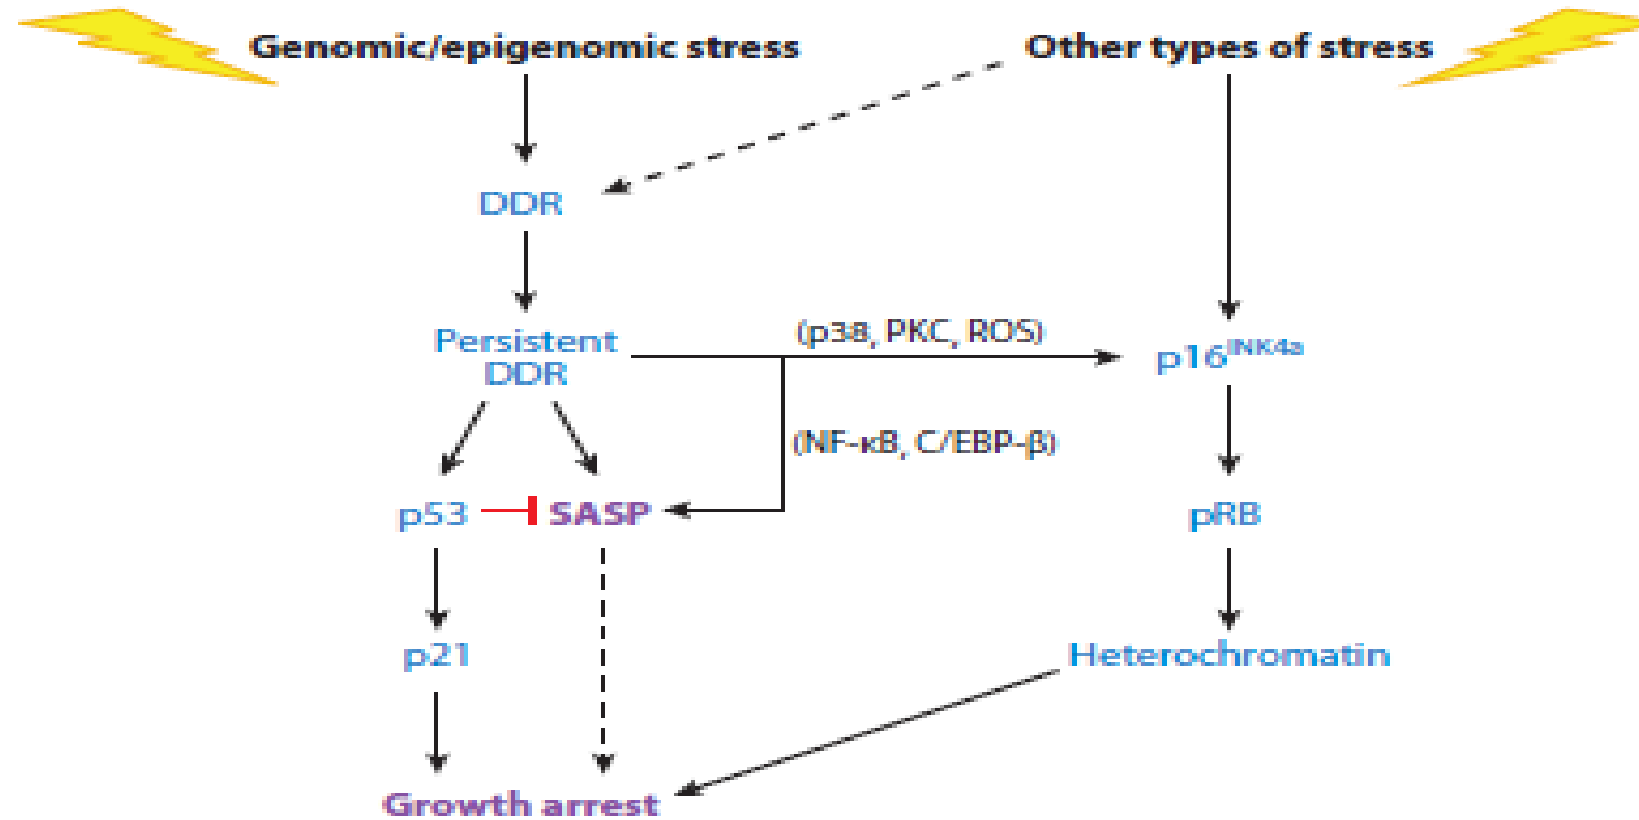 Genomic/epigenomic stress
Other types of stress
DDR
Persistent
DDR
(p38, PKC, ROS)
p16INK4a
(NF-κB, C/EBP-β)
p53
SASP
pRB
p21
Heterochromatin
Growth arrest